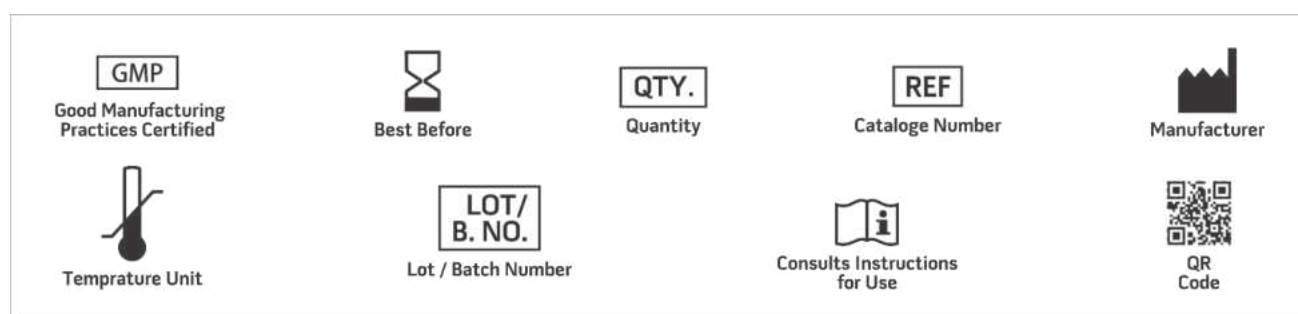 GMP
Good Manufacturing
Practices Certified
Best Before
QTY.
Quantity
REF
Cataloge Number
Manufacturer
Temprature Unit
LOT/
B. NO.
Lot / Batch Number
i
Consults Instructions
for Use
QR
Code